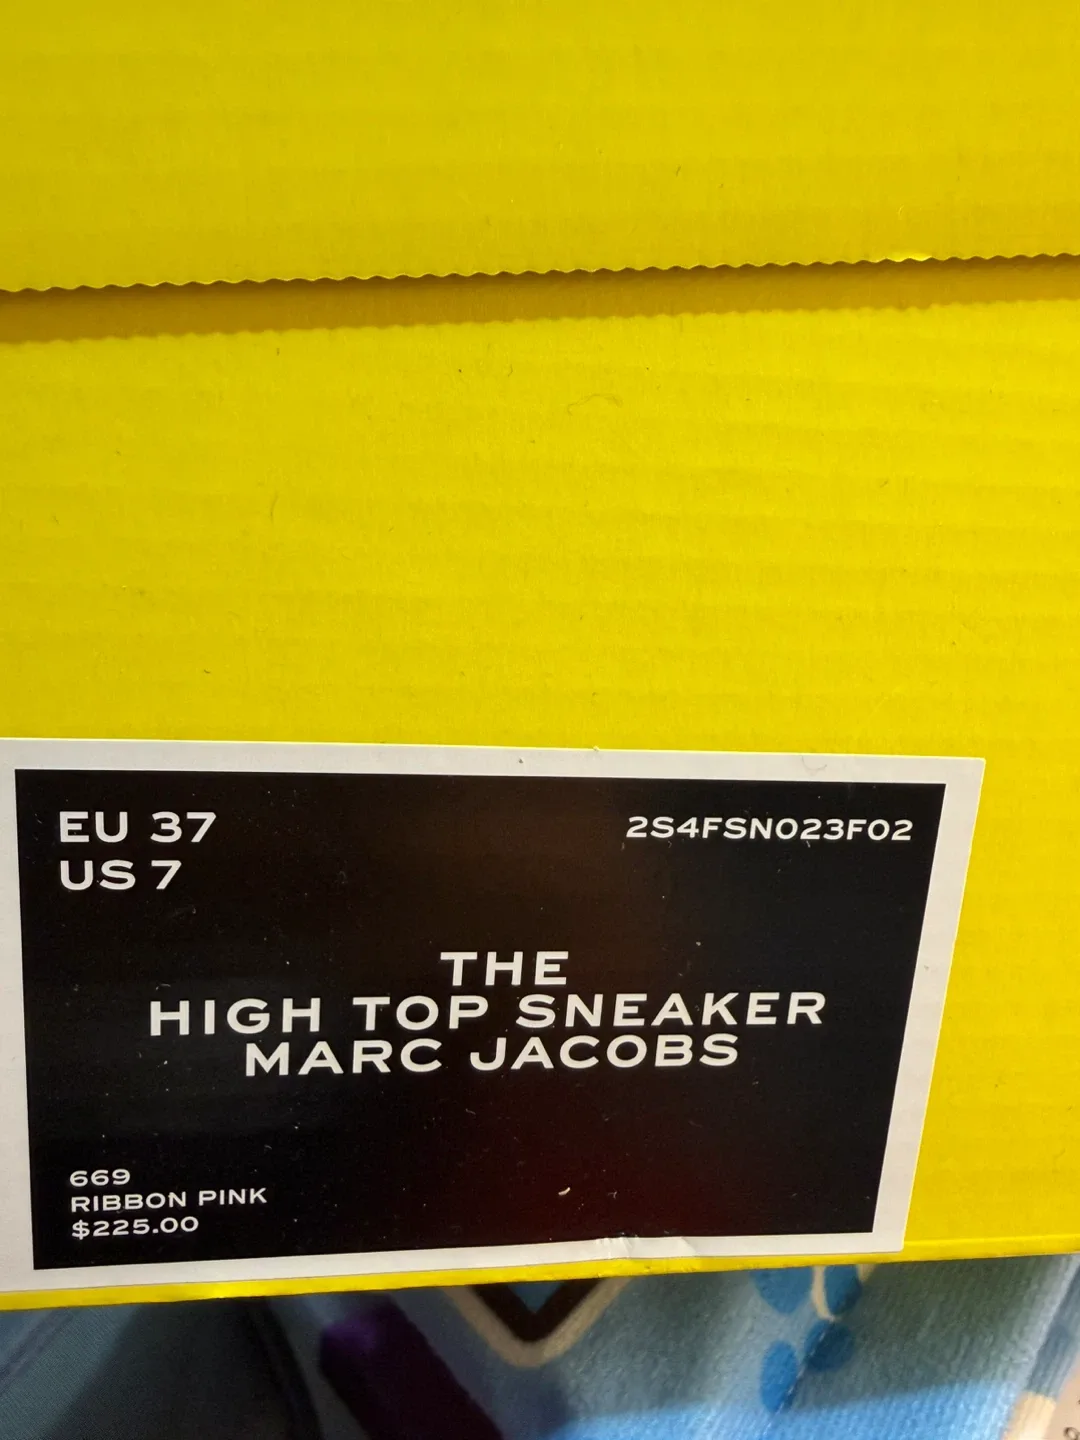 EU 37
US 7
2S4FSN023F02
THE
HIGH TOP SNEAKER
MARC JACOBS
669
RIBBON PINK
$225.00